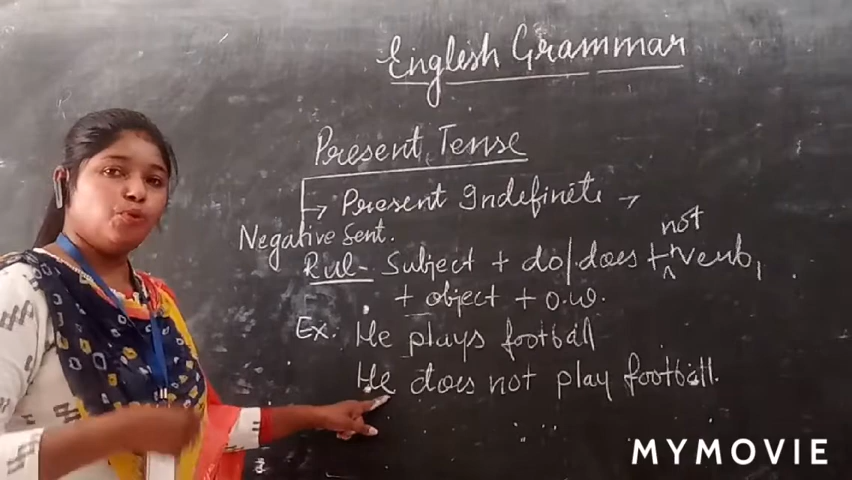 English Grammar
Present Tense
→ Present Indefinite →
Negative Sent.
not
Rul- Subject + do/does + ^ Verb1
+ object + O.W.
Ex. He plays football
He does not play football.
MYMOVIE